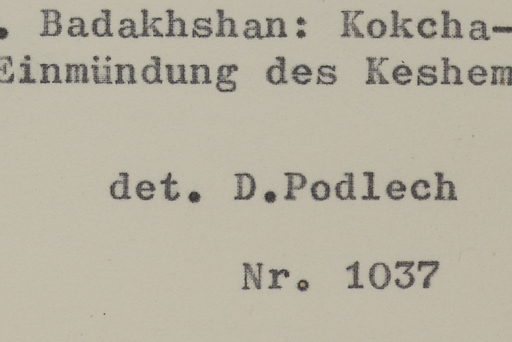 . Badakhshan: Kokcha-
Einmündung des Keshem
det. D.Podlech
Nr. 1037